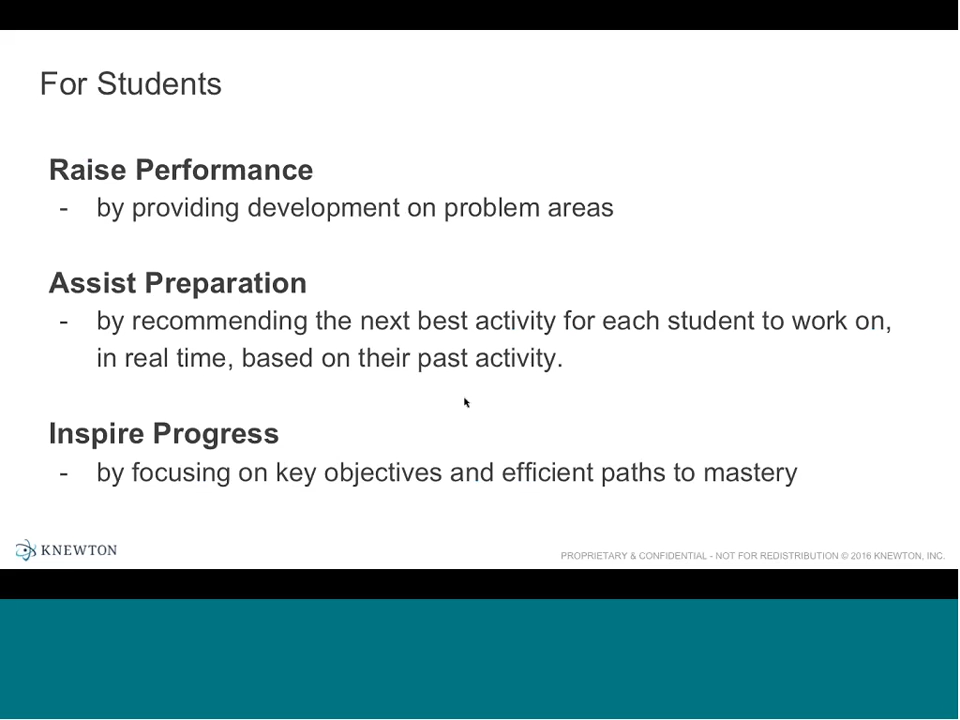 For Students
Raise Performance
- by providing development on problem areas
Assist Preparation
- by recommending the next best activity for each student to work on,
in real time, based on their past activity.
Inspire Progress
- by focusing on key objectives and efficient paths to mastery
KNEWTON
PROPRIETARY & CONFIDENTIAL - NOT FOR REDISTRIBUTION © 2016 KNEWTON, INC.